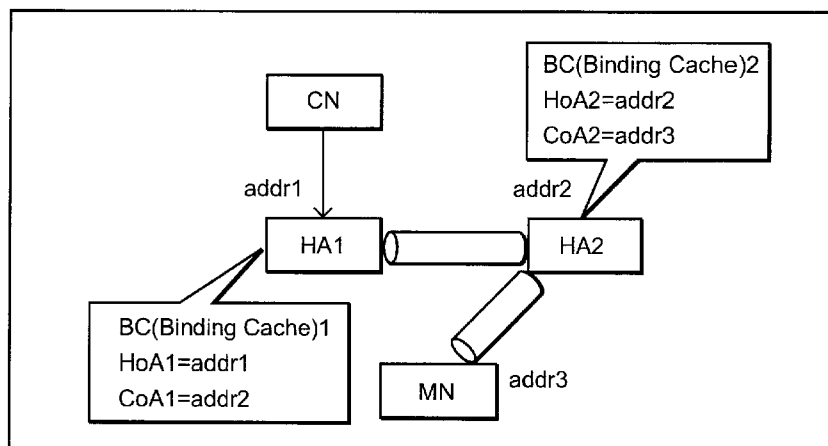 BC(Binding Cache)2
HoA2=addr2
CoA2=addr3
CN
addr1
addr2
HA1
HA2
BC(Binding Cache)1
HoA1=addr1
CoA1=addr2
MN
addr3